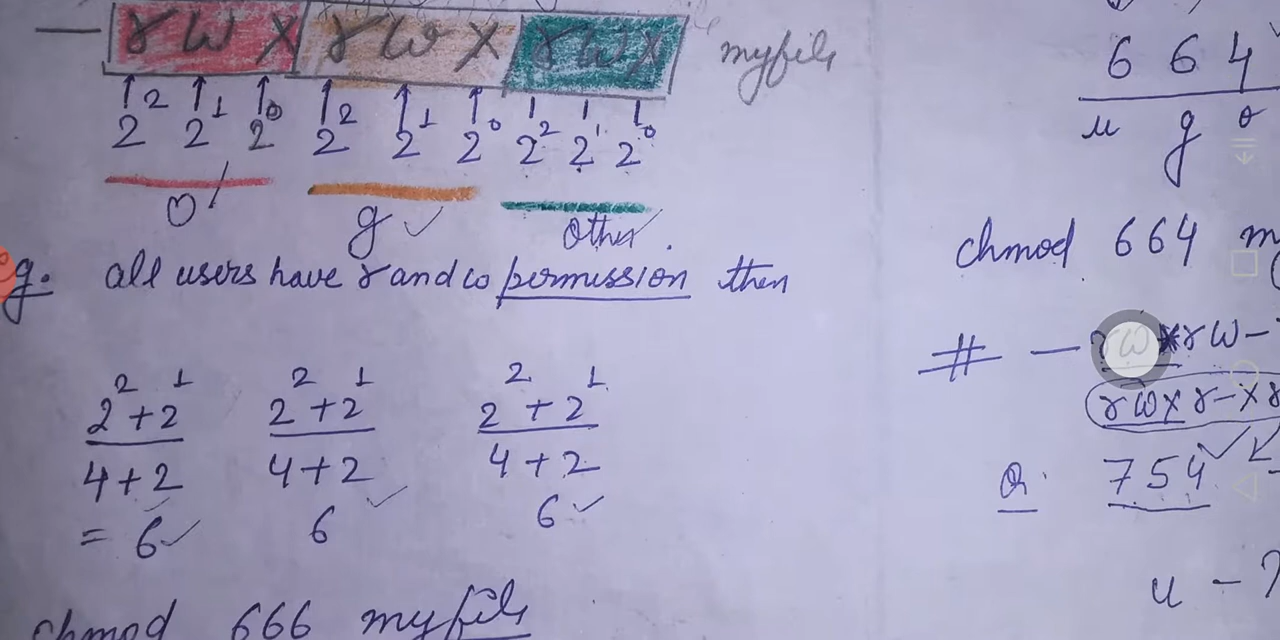 — rwx rwx rwx myfile
2² 2¹ 2⁰ 2² 2¹ 2⁰ 2² 2¹ 2⁰
O g other.
g. all users have r and w permission then
2²+2¹ 2²+2¹ 2²+2¹
4+2 4+2 4+2
= 6 6 6
chmod 666 myfile
6 6 4
u g o
chmod 664 m
# — rw rw-
rwx r-x
Q. 754
u -